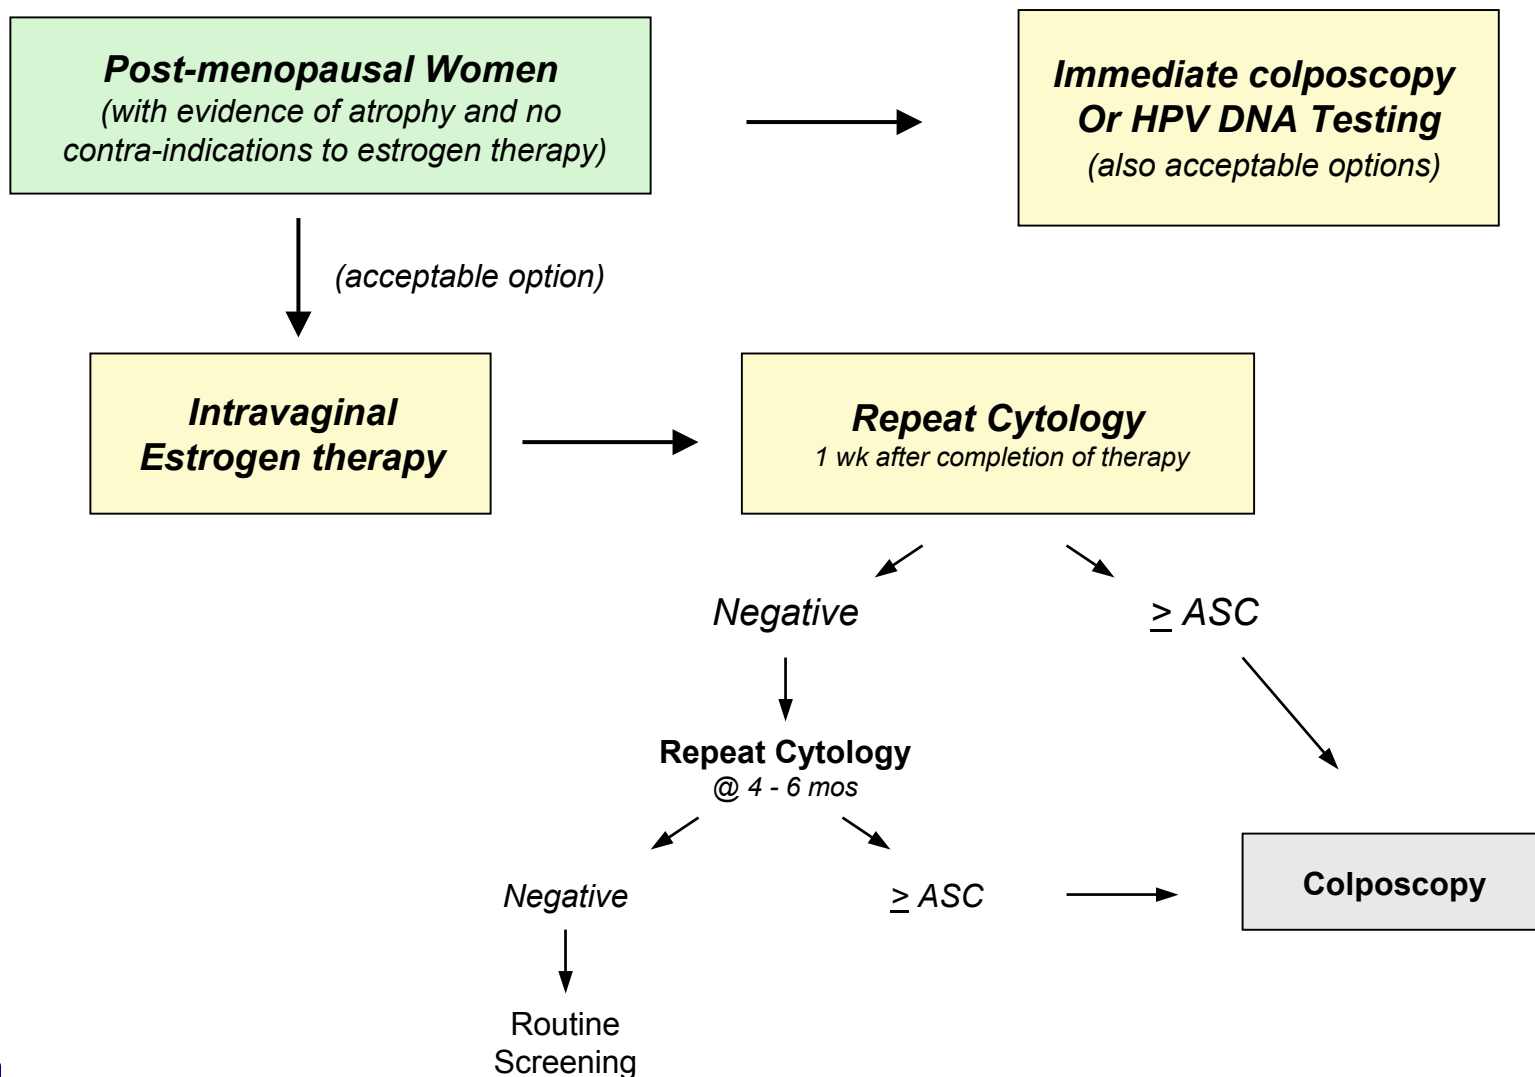 Post-menopausal Women
(with evidence of atrophy and no
contra-indications to estrogen therapy)
Immediate colposcopy
Or HPV DNA Testing
(also acceptable options)
(acceptable option)
Intravaginal
Estrogen therapy
Repeat Cytology
1 wk after completion of therapy
Negative
≥ ASC
Repeat Cytology
@ 4 - 6 mos
Negative
≥ ASC
Colposcopy
Routine
Screening